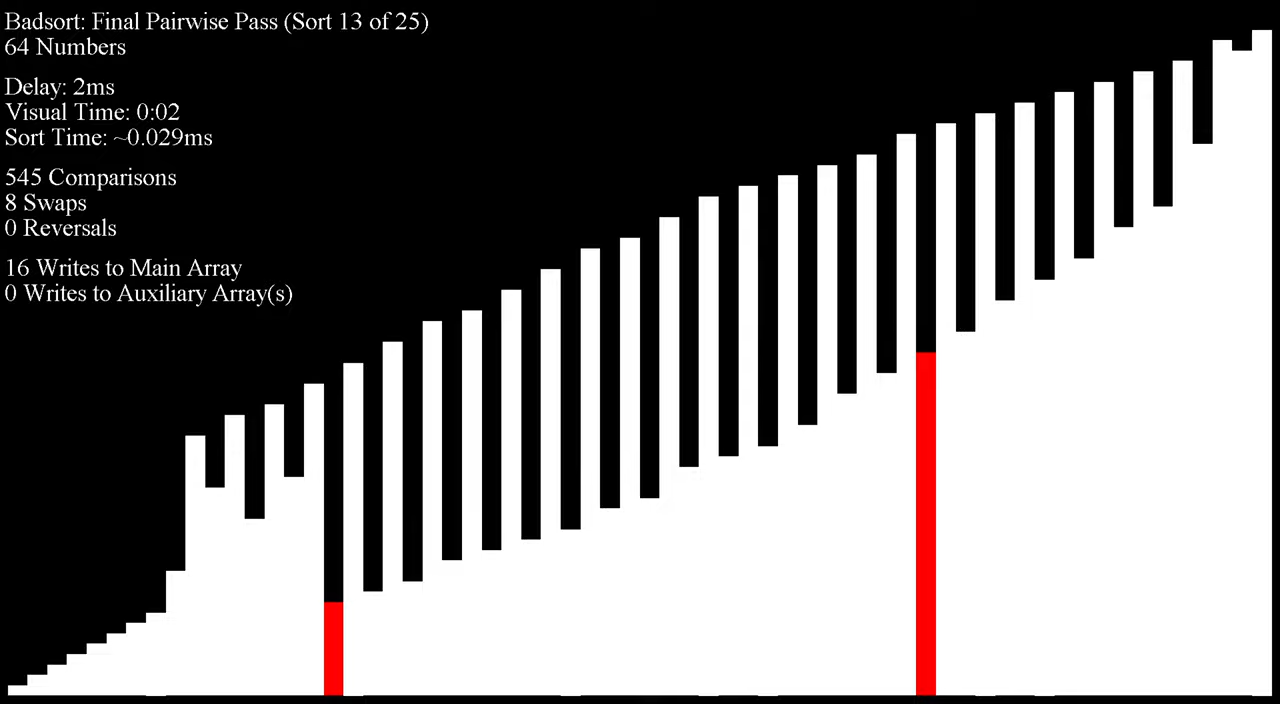 Badsort: Final Pairwise Pass (Sort 13 of 25)
64 Numbers
Delay: 2ms
Visual Time: 0:02
Sort Time: ~0.029ms
545 Comparisons
8 Swaps
0 Reversals
16 Writes to Main Array
0 Writes to Auxiliary Array(s)